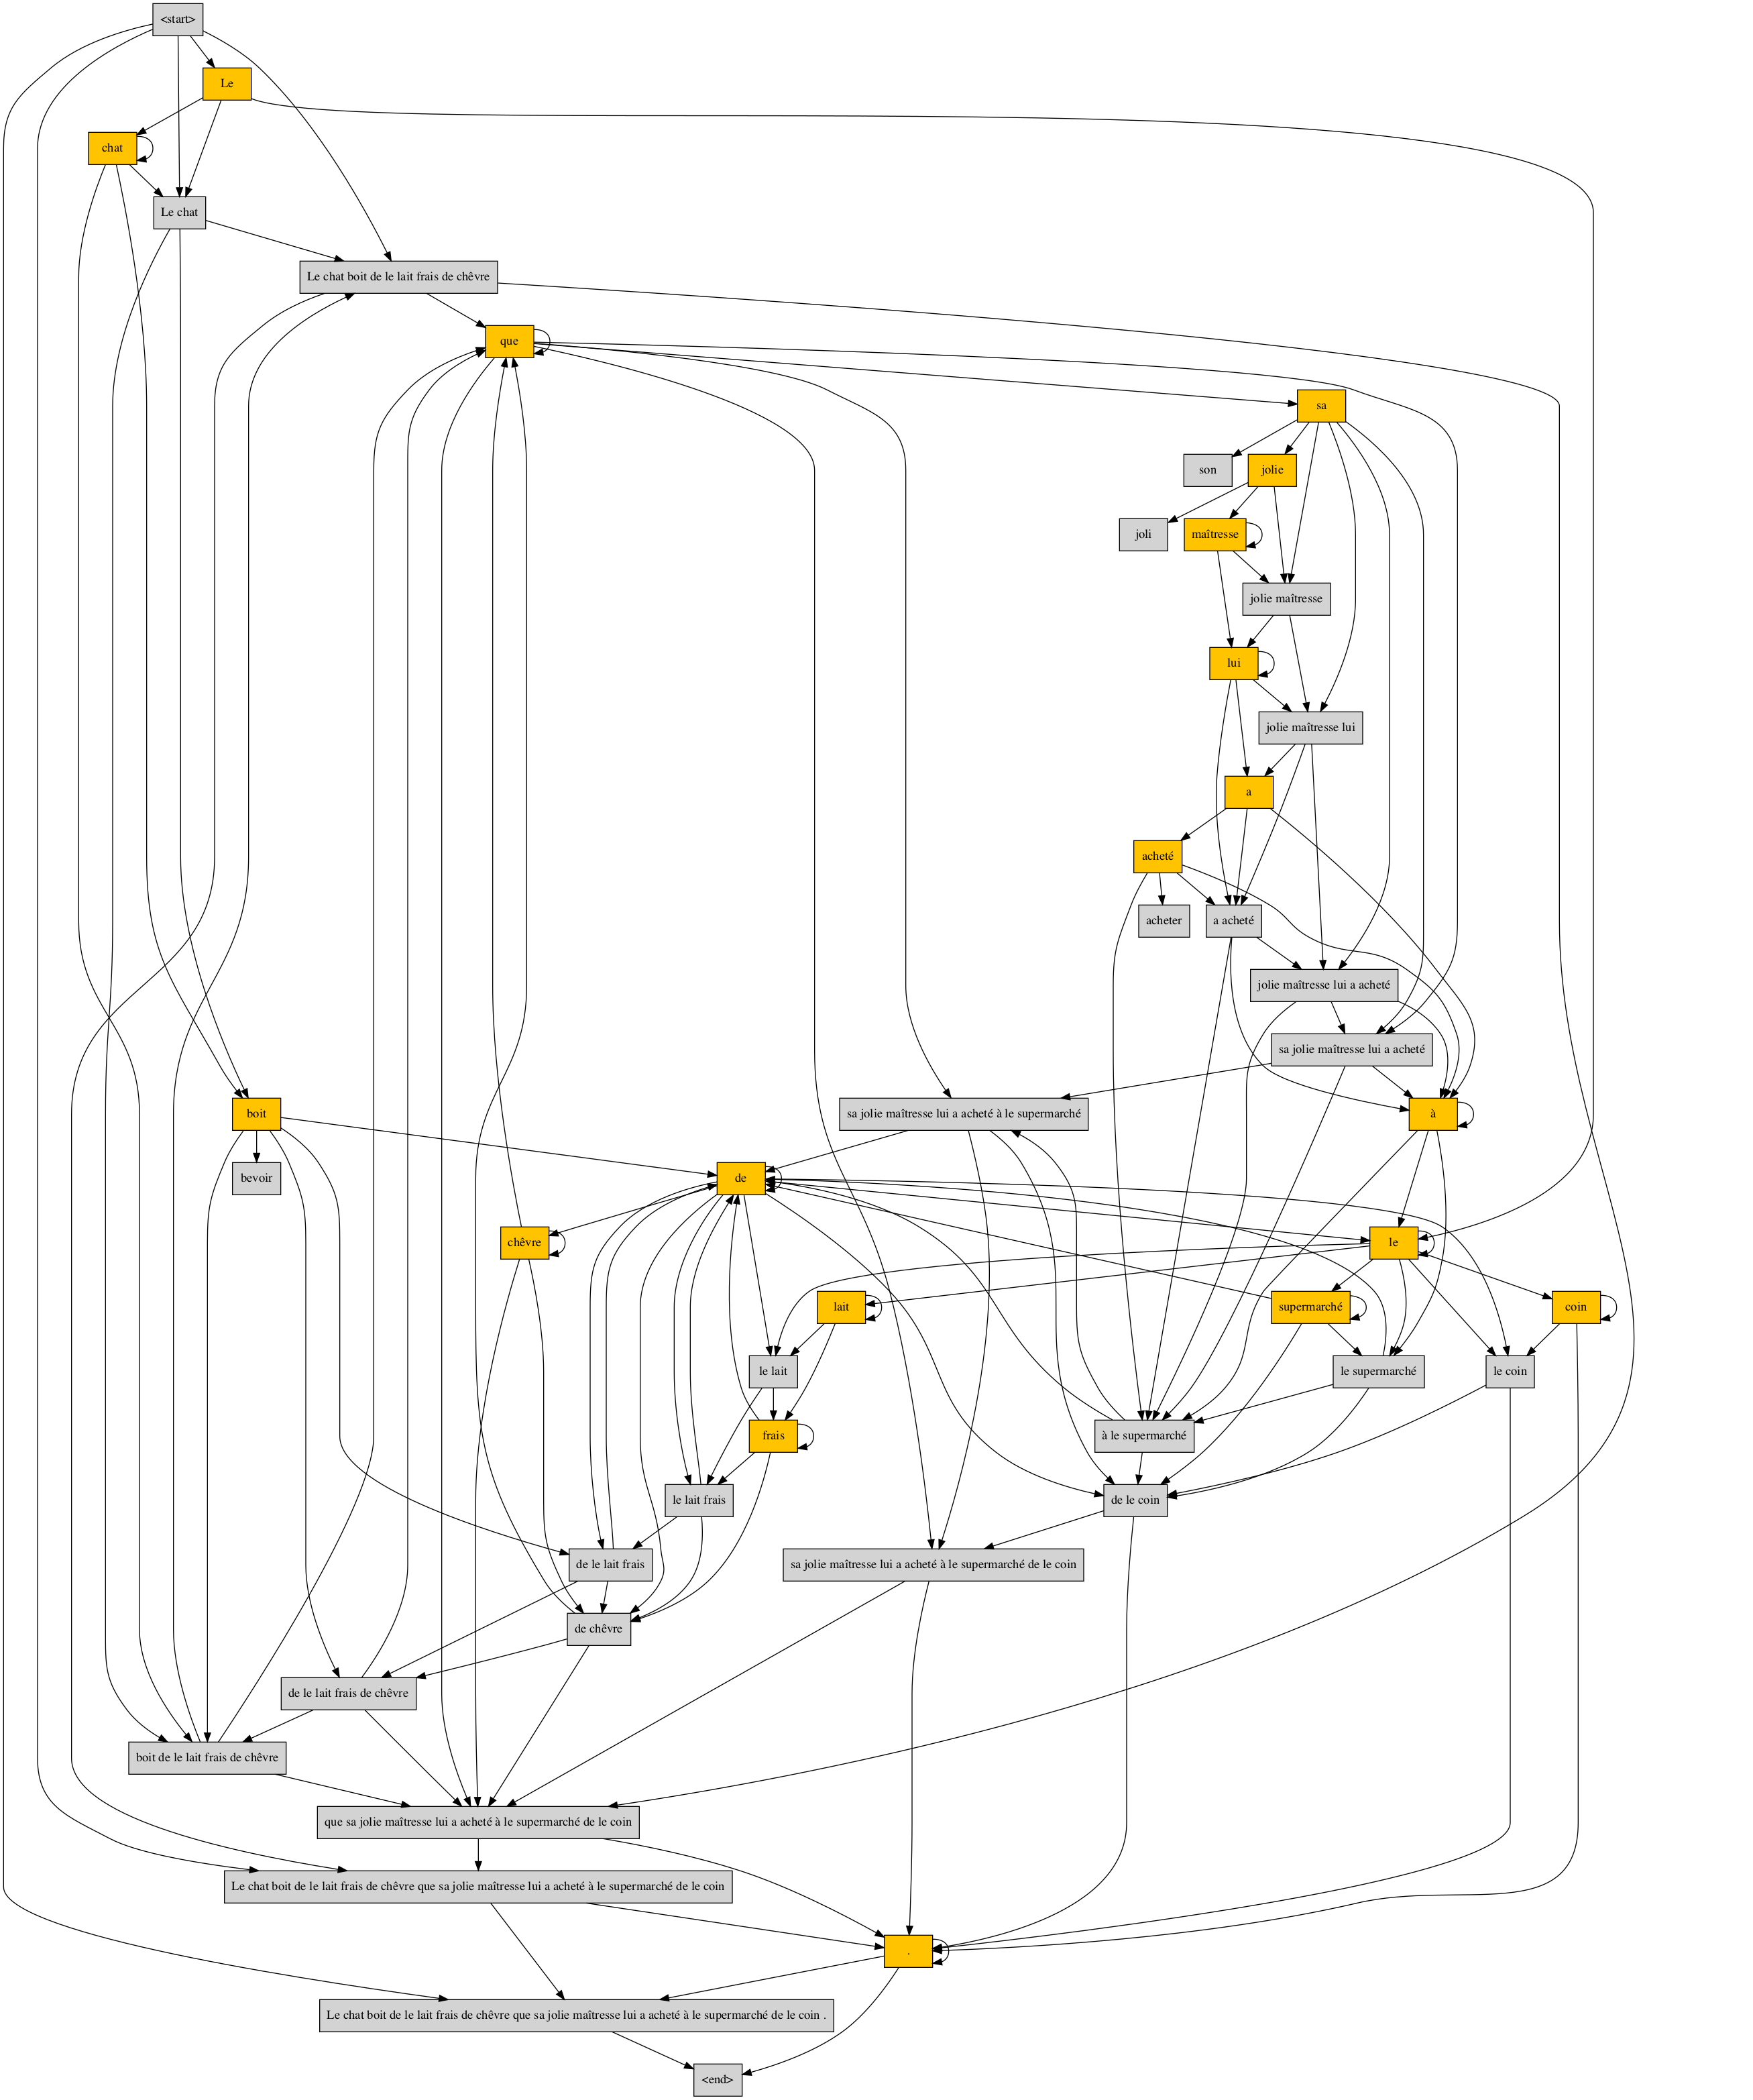 <start>
Le
chat
Le chat
Le chat boit de le lait frais de chêvre
que
sa
son
jolie
joli
maîtresse
jolie maîtresse
lui
jolie maîtresse lui
a
acheté
acheter
a acheté
jolie maîtresse lui a acheté
sa jolie maîtresse lui a acheté
boit
sa jolie maîtresse lui a acheté à le supermarché
à
bevoir
de
chêvre
le
lait
supermarché
coin
le lait
le supermarché
le coin
frais
à le supermarché
le lait frais
de le coin
de le lait frais
sa jolie maîtresse lui a acheté à le supermarché de le coin
de chêvre
de le lait frais de chêvre
boit de le lait frais de chêvre
que sa jolie maîtresse lui a acheté à le supermarché de le coin
Le chat boit de le lait frais de chêvre que sa jolie maîtresse lui a acheté à le supermarché de le coin
.
Le chat boit de le lait frais de chêvre que sa jolie maîtresse lui a acheté à le supermarché de le coin .
<end>